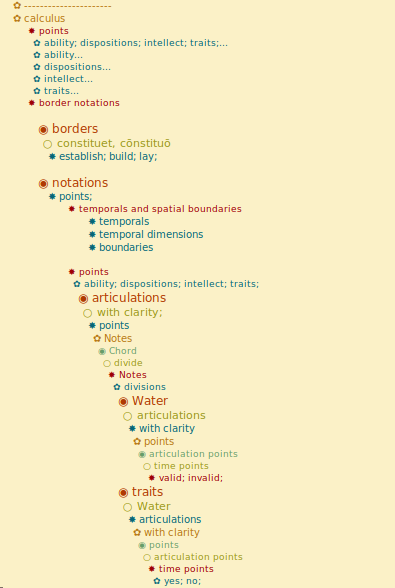 ----------------------
calculus
points
ability; dispositions; intellect; traits;...
ability...
dispositions...
intellect...
traits...
border notations
borders
constituet, cōnstituō
establish; build; lay;
notations
points;
temporals and spatial boundaries
temporals
temporal dimensions
boundaries
points
ability; dispositions; intellect; traits;
articulations
with clarity;
points
Notes
Chord
divide
Notes
divisions
Water
articulations
with clarity
points
articulation points
time points
valid; invalid;
traits
Water
articulations
with clarity
points
articulation points
time points
yes; no;